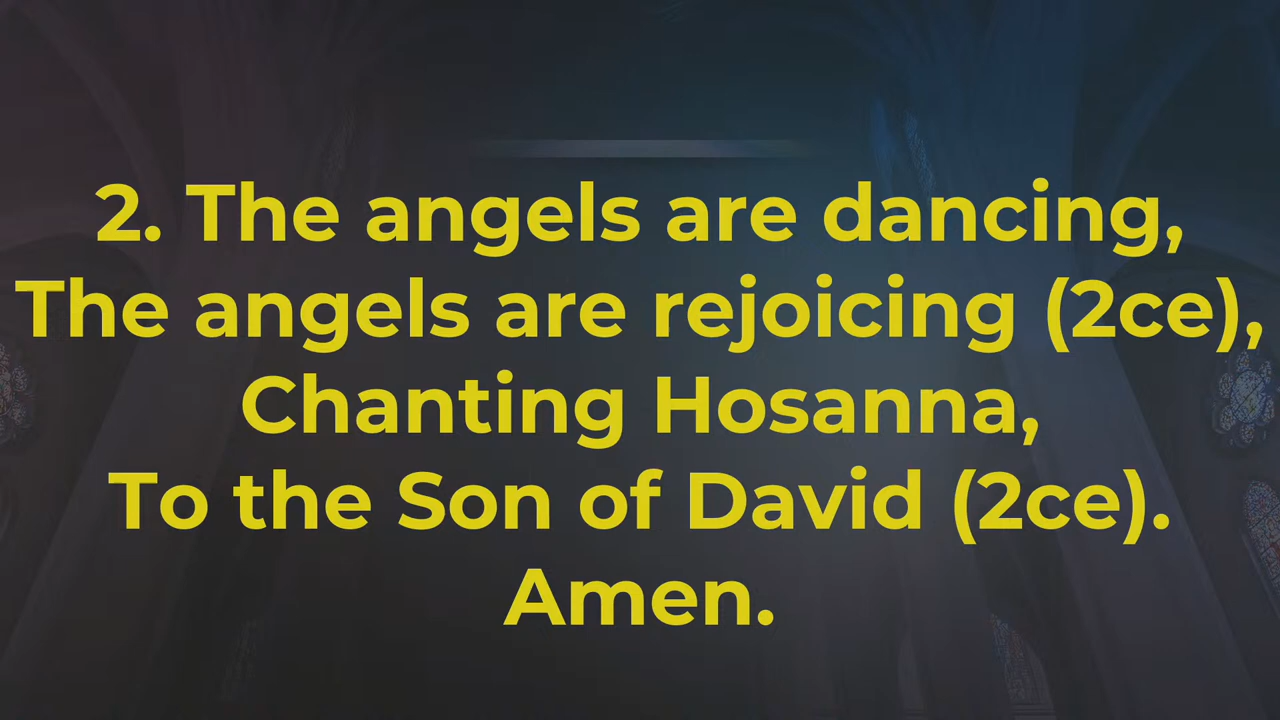 2. The angels are dancing,
The angels are rejoicing (2ce),
Chanting Hosanna,
To the Son of David (2ce).
Amen.